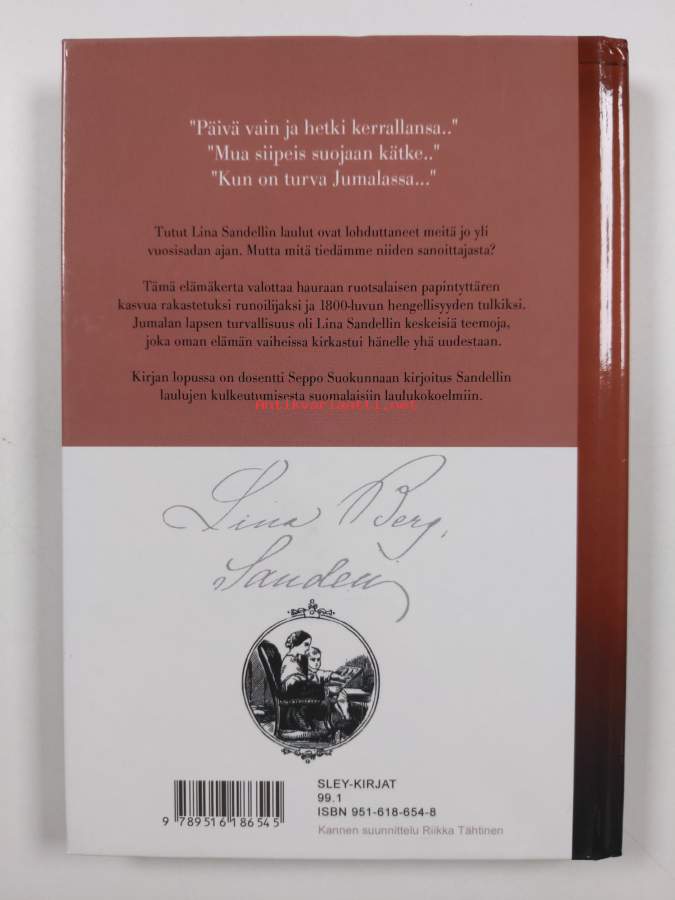 "Päivä vain ja hetki kerrallansa.."
"Mua siipeis suojaan kätke.."
"Kun on turva Jumalassa..."
Tutut Lina Sandellin laulut ovat lohduttaneet meitä jo yli
vuosisadan ajan. Mutta mitä tiedämme niiden sanoittajasta?
Tämä elämäkerta valottaa hauraan ruotsalaisen papintyttären
kasvua rakastetuksi runoilijaksi ja 1800-luvun hengellisyyden tulkiksi.
Jumalan lapsen turvallisuus oli Lina Sandellin keskeisiä teemoja,
joka oman elämän vaiheissa kirkastui hänelle yhä uudestaan.
Kirjan lopussa on dosentti Seppo Suokunnaan kirjoitus Sandellin
laulujen kulkeutumisesta suomalaisiin laulukokoelmiin.
Antikvariaatti.net
Lina Berg,
Sandell
SLEY-KIRJAT
99.1
ISBN 951-618-654-8
Kannen suunnittelu Riikka Tähtinen
9 789516 186545